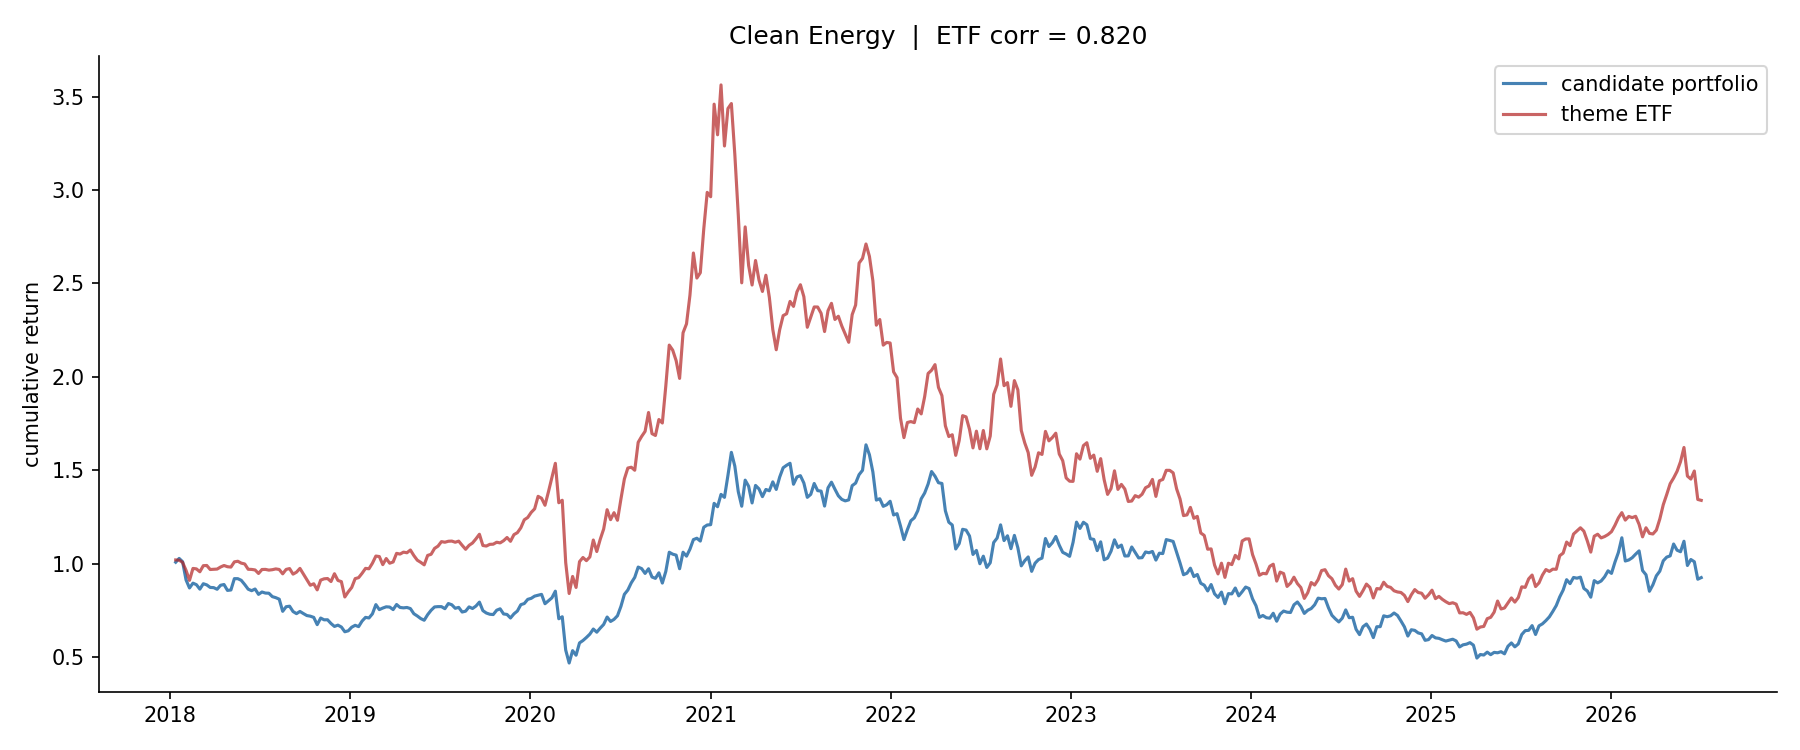 Clean Energy | ETF corr = 0.820
candidate portfolio
theme ETF
cumulative return
3.5
3.0
2.5
2.0
1.5
1.0
0.5
2018 2019 2020 2021 2022 2023 2024 2025 2026